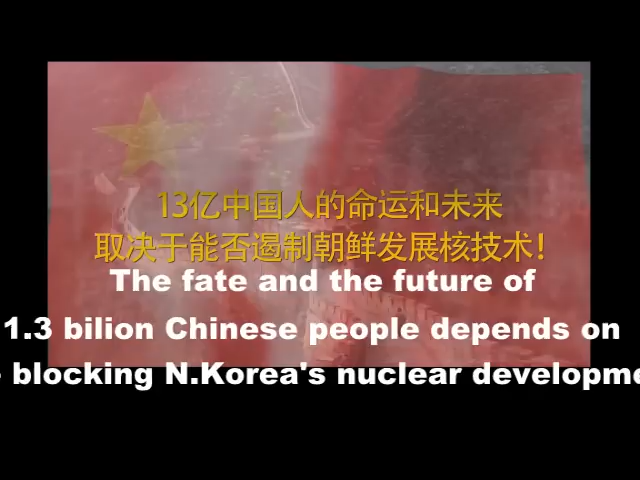 13亿中国人的命运和未来
取决于能否遏制朝鲜发展核技术！
The fate and the future of
1.3 bilion Chinese people depends on
blocking N.Korea's nuclear developme